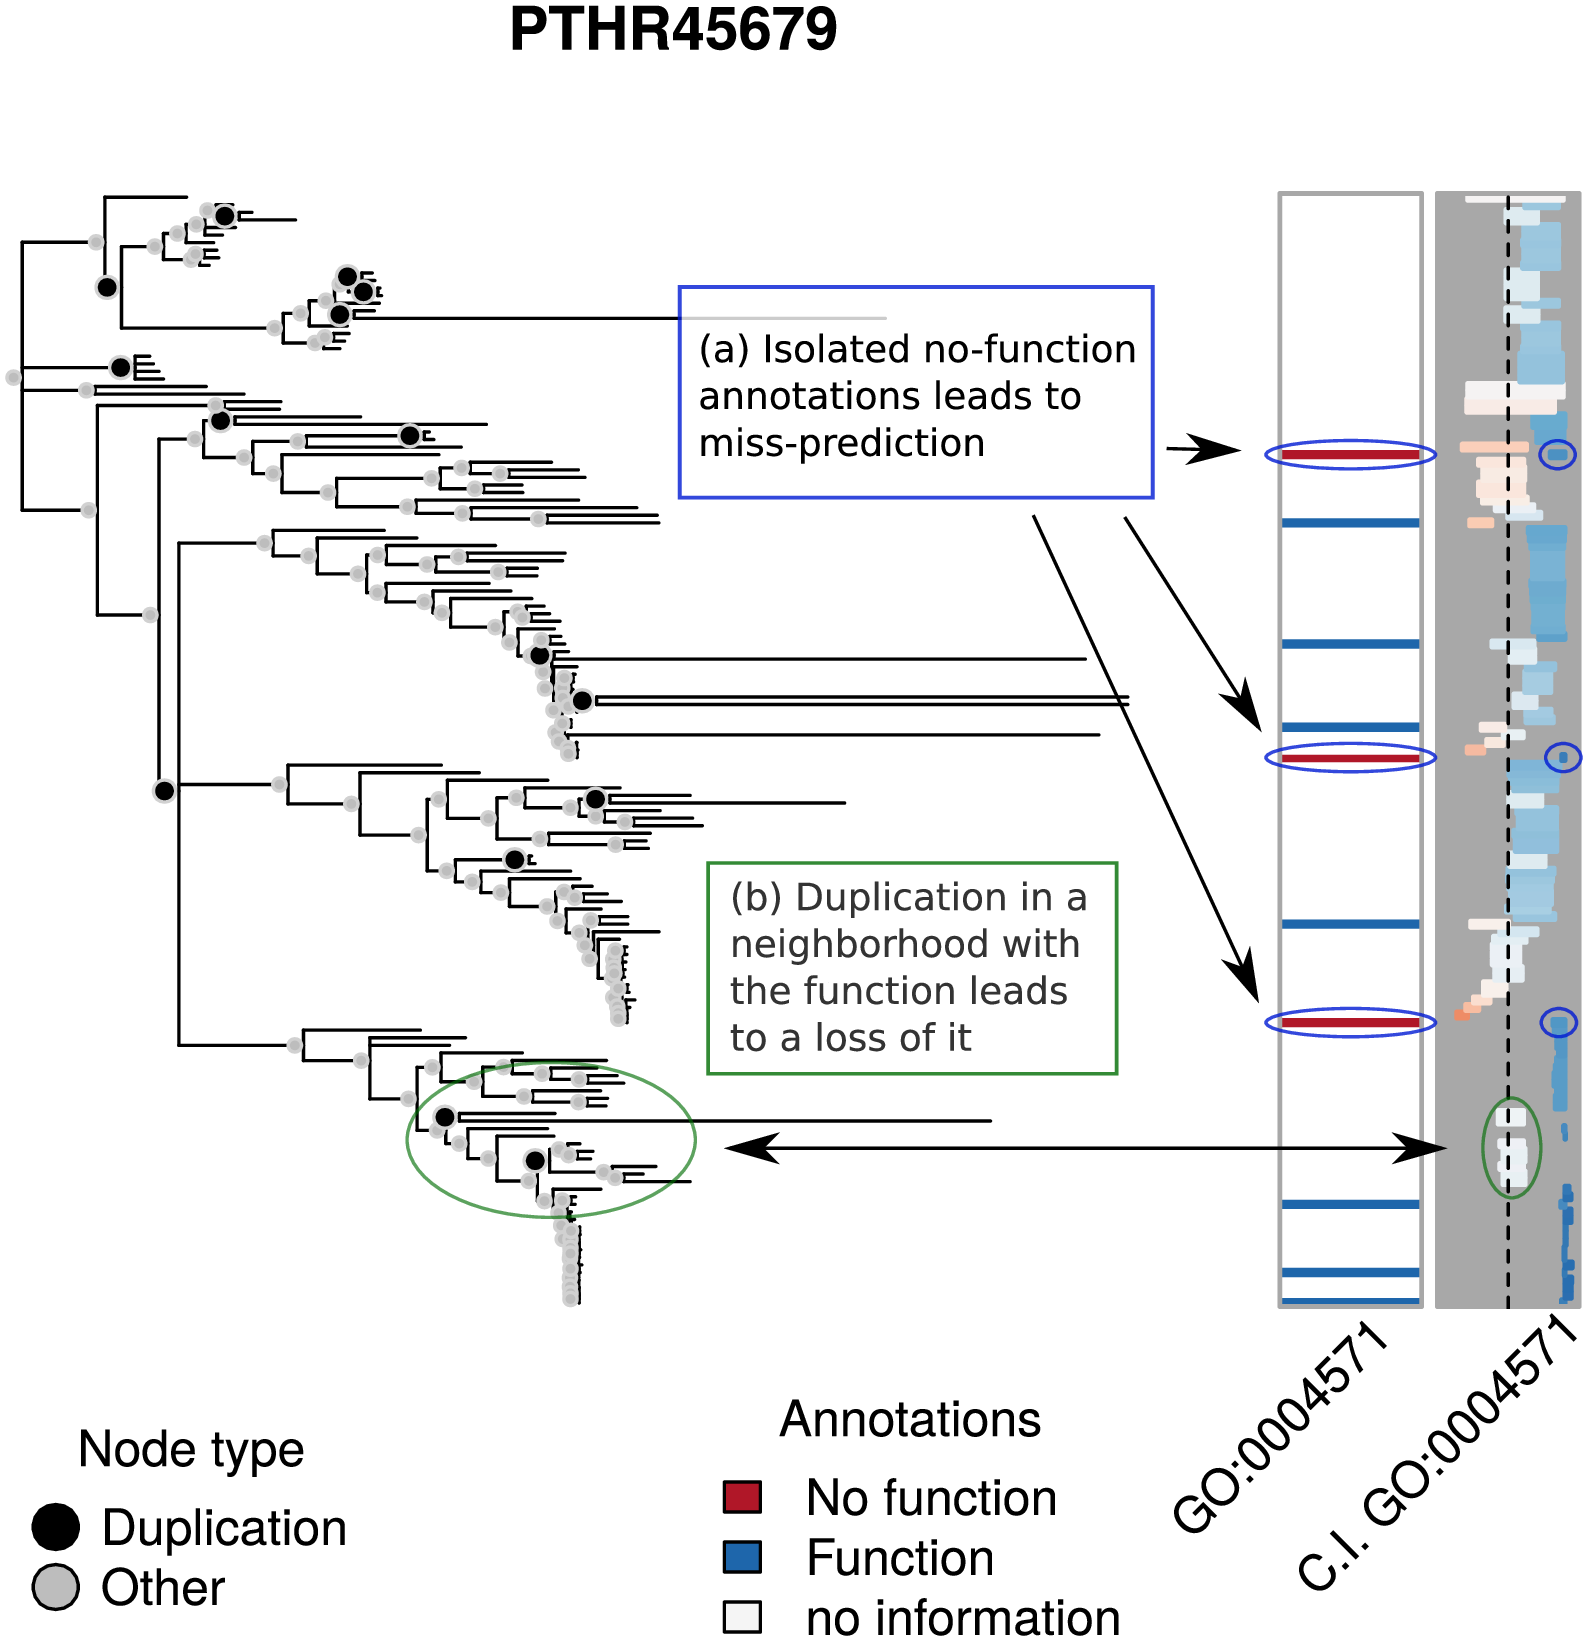 PTHR45679
(a) Isolated no-function
annotations leads to
miss-prediction
(b) Duplication in a
neighborhood with
the function leads
to a loss of it
GO:0004571
C.I. GO:0004571
Node type
Duplication
Other
Annotations
No function
Function
no information